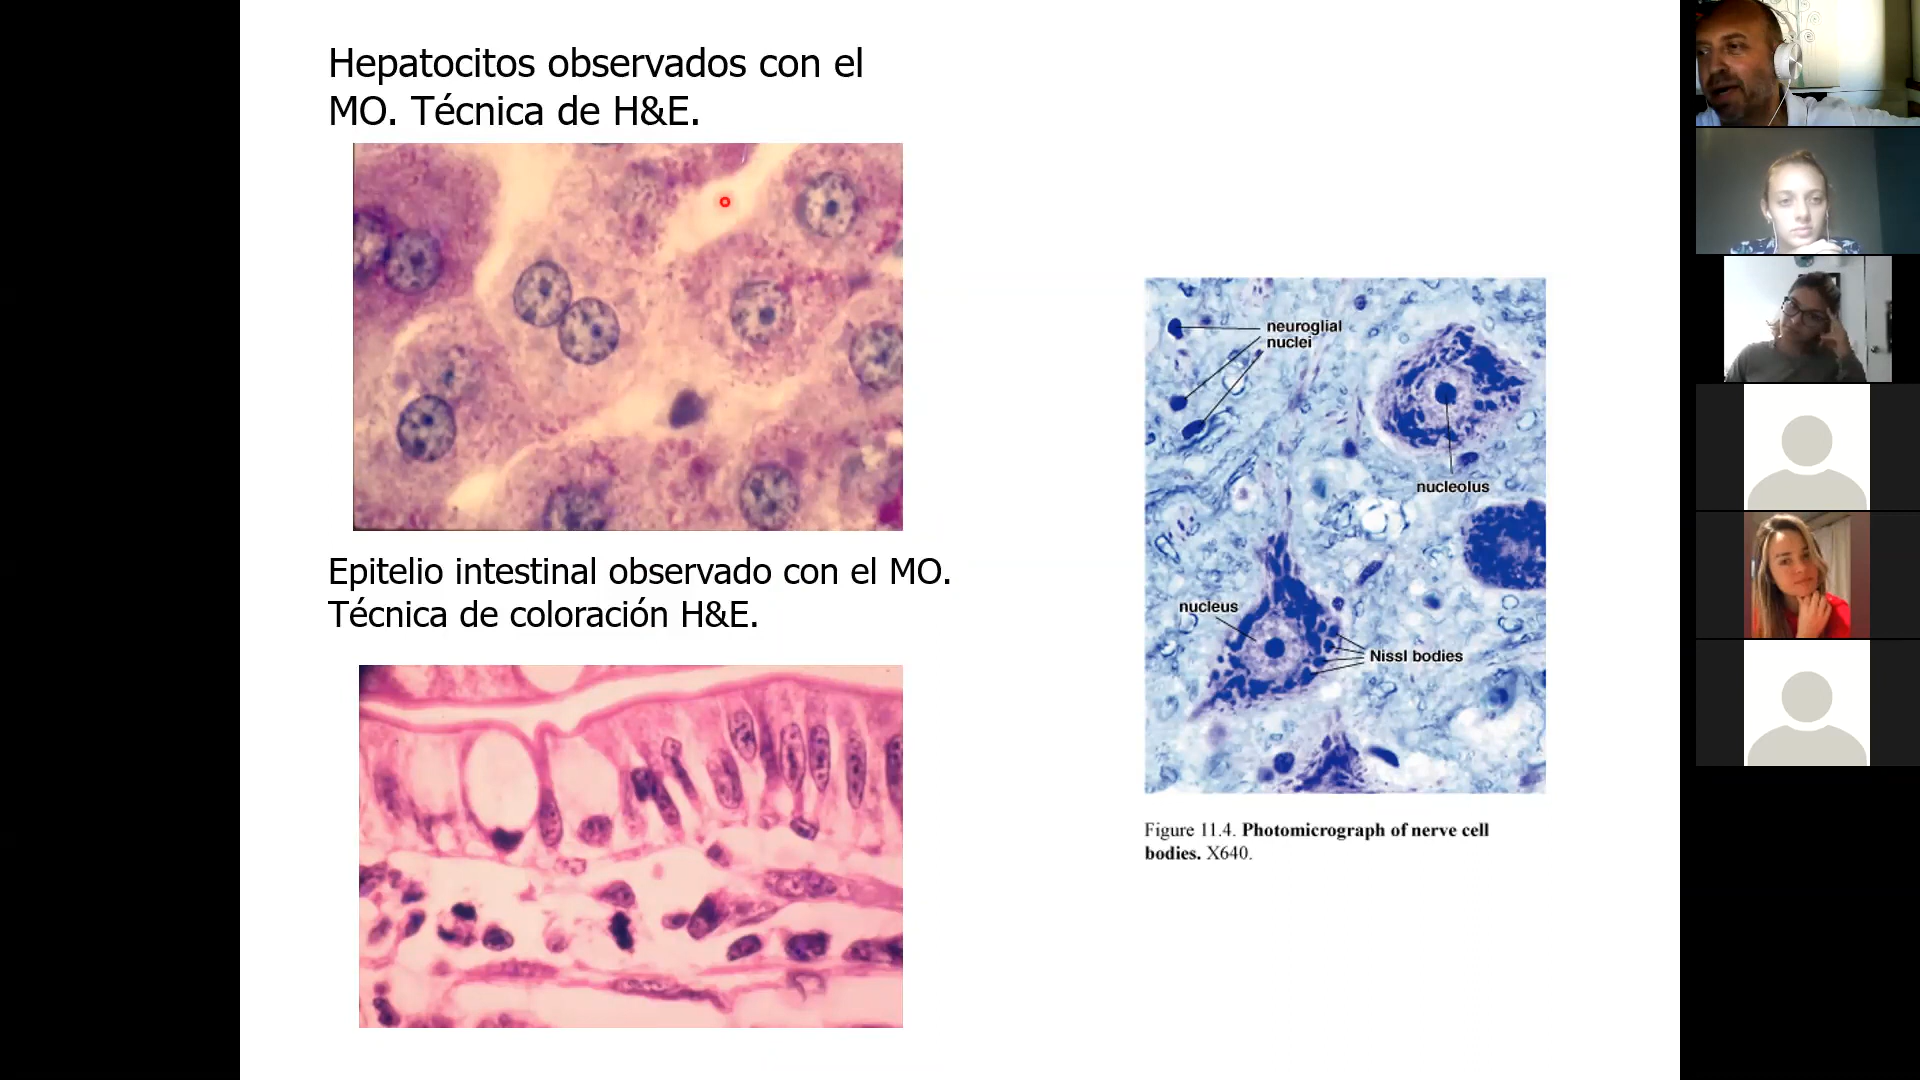 Hepatocitos observados con el
MO. Técnica de H&E.
Epitelio intestinal observado con el MO.
Técnica de coloración H&E.
neuroglial
nuclei
nucleolus
nucleus
Nissl bodies
Figure 11.4. Photomicrograph of nerve cell
bodies. X640.